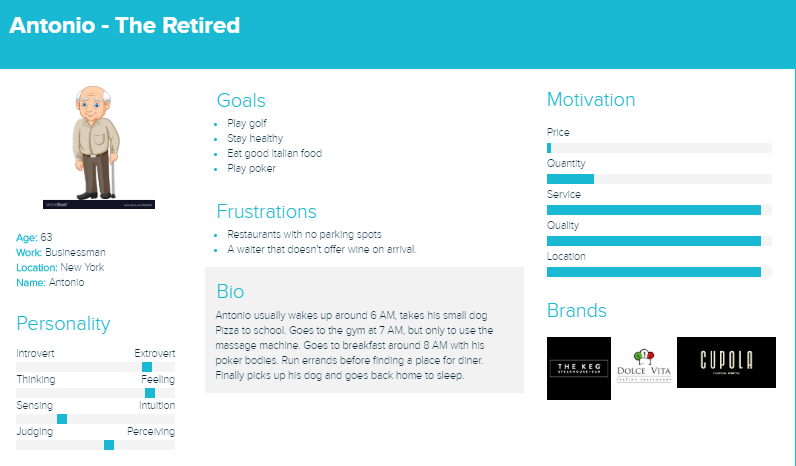 Antonio - The Retired
Age: 63
Work: Businessman
Location: New York
Name: Antonio
Personality
Introvert Extrovert
Thinking Feeling
Sensing Intuition
Judging Perceiving
Goals
Play golf
Stay healthy
Eat good Italian food
Play poker
Frustrations
Restaurants with no parking spots
A waiter that doesn't offer wine on arrival.
Bio
Antonio usually wakes up around 6 AM, takes his small dog
Pizza to school. Goes to the gym at 7 AM, but only to use the
massage machine. Goes to breakfast around 8 AM with his
poker bodies. Run errands before finding a place for diner.
Finally picks up his dog and goes back home to sleep.
Motivation
Price
Quantity
Service
Quality
Location
Brands
THE KEG
STEAKHOUSE + BAR
DOLCE VITA
Italian restaurant
CUPOLA